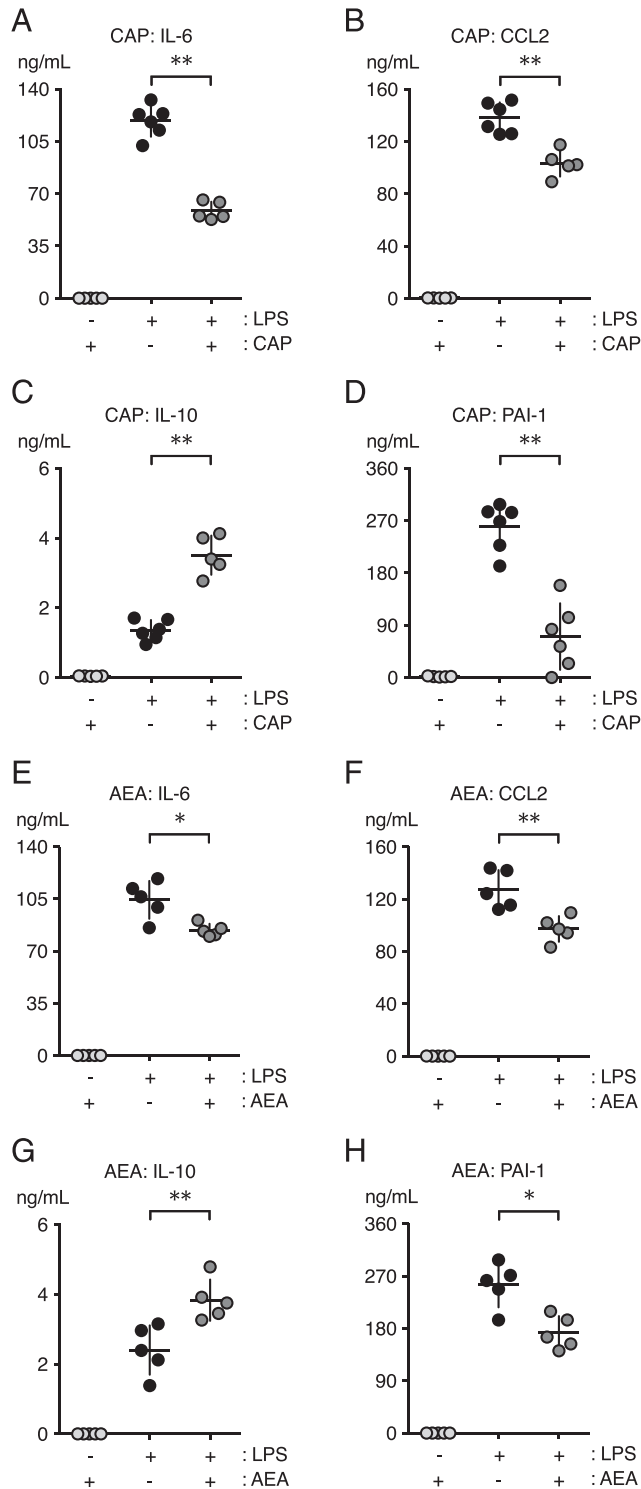 A
CAP: IL-6
ng/mL
**
140
105
70
35
0
- + + : LPS
+ - + : CAP
B
CAP: CCL2
**
160
120
80
40
0
- + + : LPS
+ - + : CAP
C
CAP: IL-10
ng/mL
**
6
4
2
0
- + + : LPS
+ - + : CAP
D
CAP: PAI-1
ng/mL
**
360
270
180
90
0
- + + : LPS
+ - + : CAP
E
AEA: IL-6
ng/mL
*
140
105
70
35
0
- + + : LPS
+ - + : AEA
F
AEA: CCL2
ng/mL
**
160
120
80
40
0
- + + : LPS
+ - + : AEA
G
AEA: IL-10
ng/mL
**
6
4
2
0
- + + : LPS
+ - + : AEA
H
AEA: PAI-1
ng/mL
*
360
270
180
90
0
- + + : LPS
+ - + : AEA